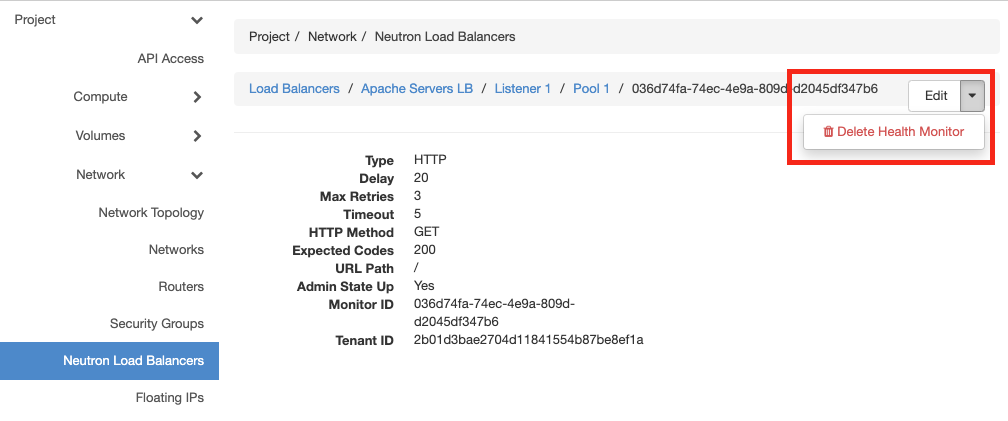 Project
API Access
Compute
Volumes
Network
Network Topology
Networks
Routers
Security Groups
Neutron Load Balancers
Floating IPs
Project / Network / Neutron Load Balancers
Load Balancers / Apache Servers LB / Listener 1 / Pool 1 / 036d74fa-74ec-4e9a-809d-d2045df347b6
Edit
Delete Health Monitor
Type HTTP
Delay 20
Max Retries 3
Timeout 5
HTTP Method GET
Expected Codes 200
URL Path /
Admin State Up Yes
Monitor ID 036d74fa-74ec-4e9a-809d-
d2045df347b6
Tenant ID 2b01d3bae2704d11841554b87be8ef1a